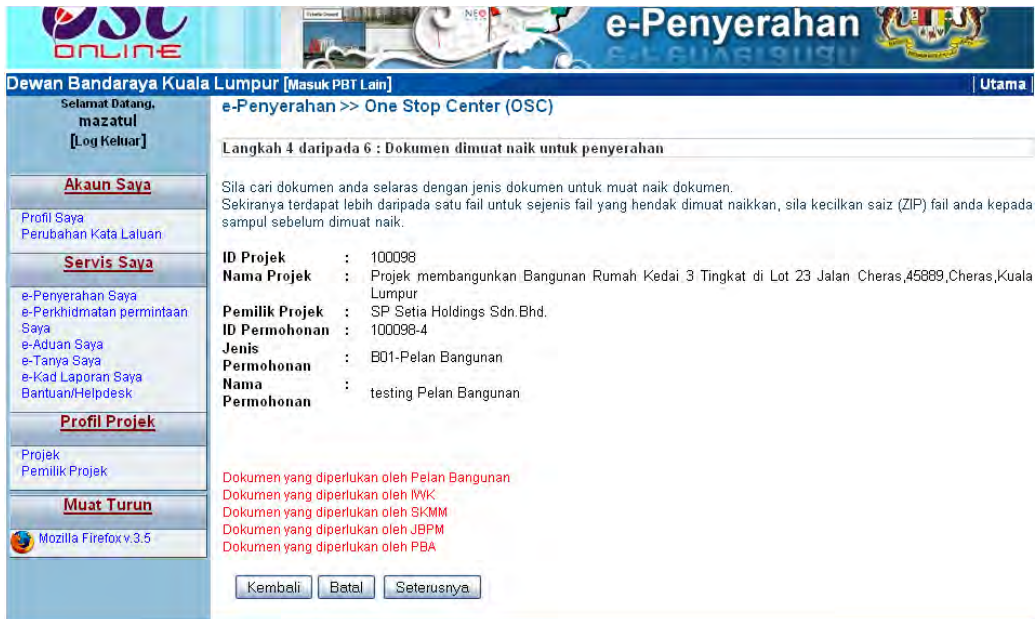 OSC
ONLINE
NEO
e-Penyerahan
Dewan Bandaraya Kuala Lumpur [Masuk PBT Lain]
| Utama |
Selamat Datang,
mazatul
[Log Keluar]
Akaun Saya
Profil Saya
Perubahan Kata Laluan
Servis Saya
e-Penyerahan Saya
e-Perkhidmatan permintaan
Saya
e-Aduan Saya
e-Tanya Saya
e-Kad Laporan Saya
Bantuan/Helpdesk
Profil Projek
Projek
Pemilik Projek
Muat Turun
Mozilla Firefox v.3.5
e-Penyerahan >> One Stop Center (OSC)
Langkah 4 daripada 6 : Dokumen dimuat naik untuk penyerahan
Sila cari dokumen anda selaras dengan jenis dokumen untuk muat naik dokumen.
Sekiranya terdapat lebih daripada satu fail untuk sejenis fail yang hendak dimuat naikkan, sila kecilkan saiz (ZIP) fail anda kepada
sampul sebelum dimuat naik.
ID Projek : 100098
Nama Projek : Projek membangunkan Bangunan Rumah Kedai 3 Tingkat di Lot 23 Jalan Cheras,45889,Cheras,Kuala
Lumpur
Pemilik Projek : SP Setia Holdings Sdn.Bhd.
ID Permohonan : 100098-4
Jenis
Permohonan : B01-Pelan Bangunan
Nama :
Permohonan testing Pelan Bangunan
Dokumen yang diperlukan oleh Pelan Bangunan
Dokumen yang diperlukan oleh IWK
Dokumen yang diperlukan oleh SKMM
Dokumen yang diperlukan oleh JBPM
Dokumen yang diperlukan oleh PBA
Kembali Batal Seterusnya